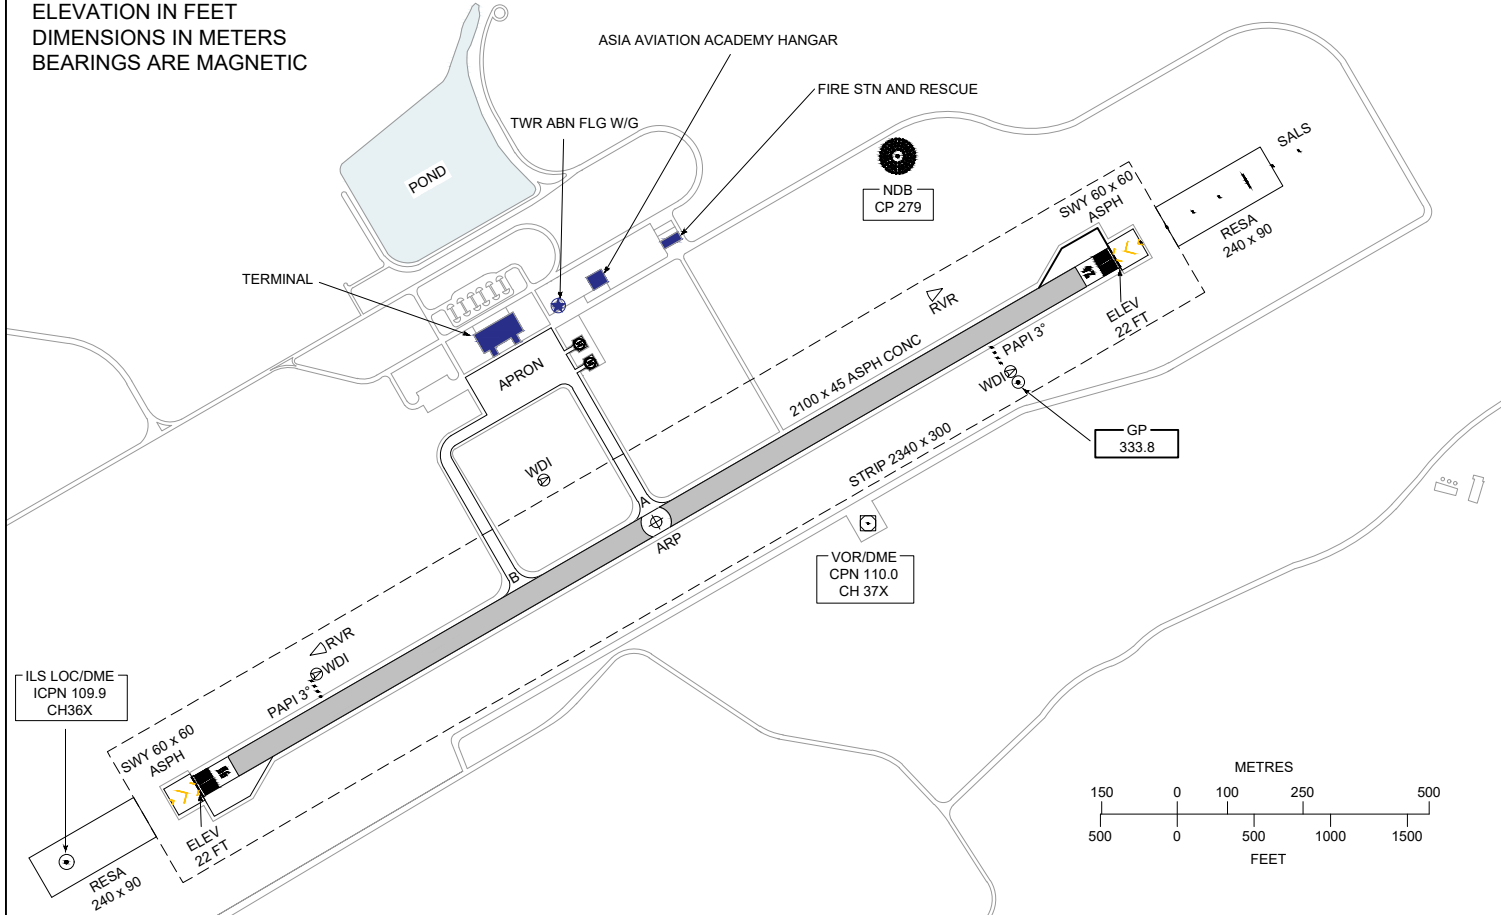 ELEVATION IN FEET
DIMENSIONS IN METERS
BEARINGS ARE MAGNETIC
ASIA AVIATION ACADEMY HANGAR
FIRE STN AND RESCUE
TWR ABN FLG W/G
POND
SALS
NDB
CP 279
SWY 60 x 60
ASPH
RESA
240 x 90
TERMINAL
RVR
ELEV
22 FT
PAPI 3°
WDI
APRON
2100 x 45 ASPH CONC
GP
333.8
STRIP 2340 x 300
WDI
A
ARP
VOR/DME
CPN 110.0
CH 37X
B
RVR
WDI
PAPI 3°
ILS LOC/DME
ICPN 109.9
CH36X
SWY 60 x 60
ASPH
ELEV
22 FT
RESA
240 x 90
METRES
150 0 100 250 500
500 0 500 1000 1500
FEET